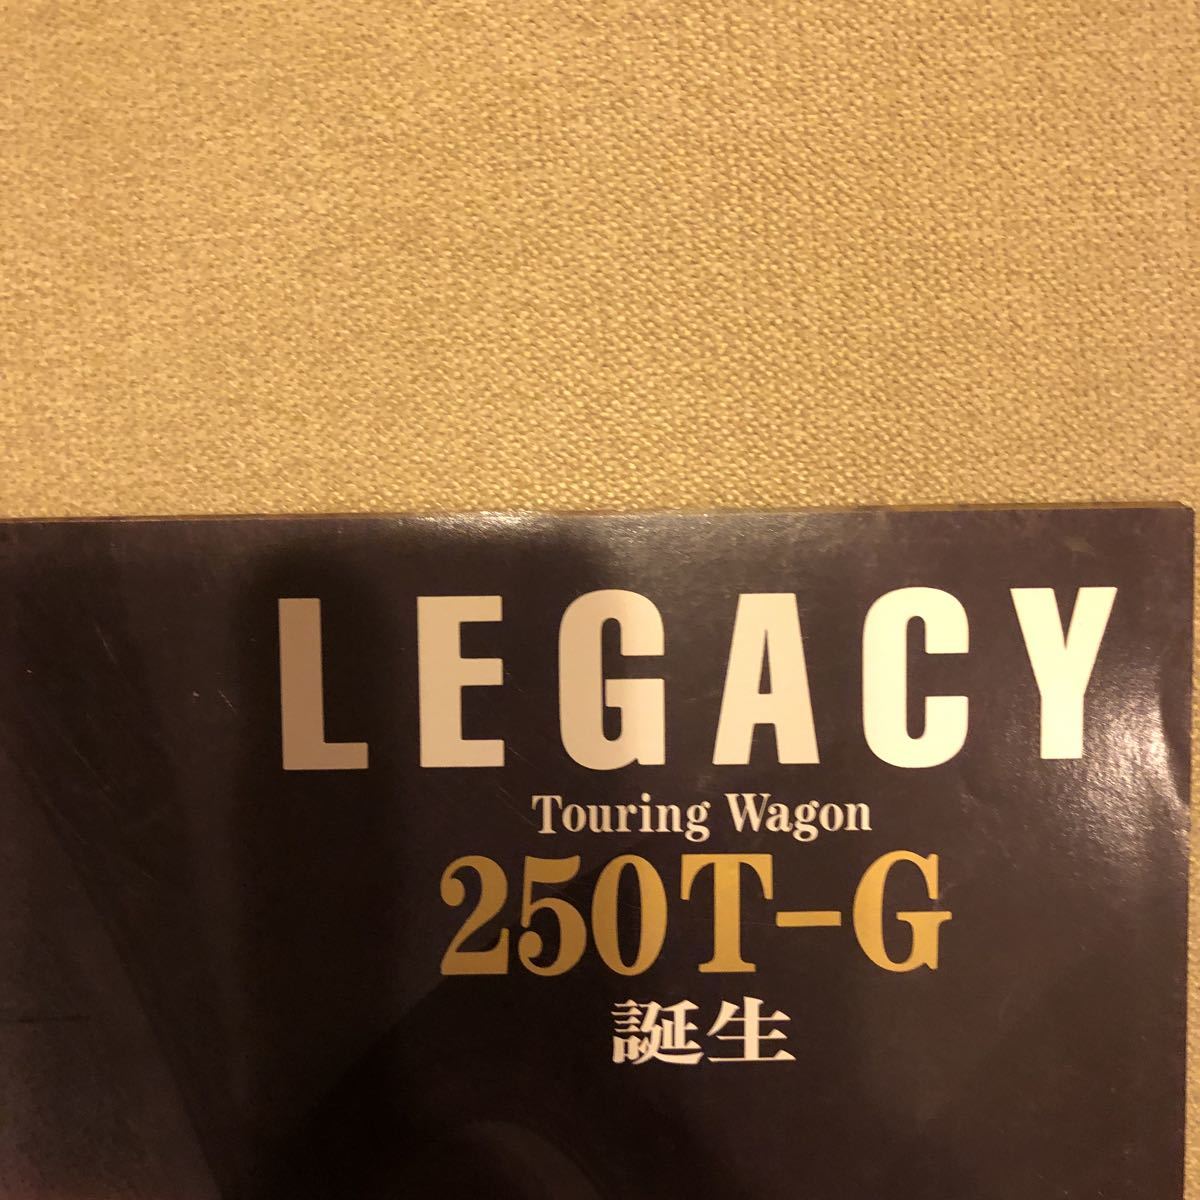 LEGACY
Touring Wagon
250T-G
誕生